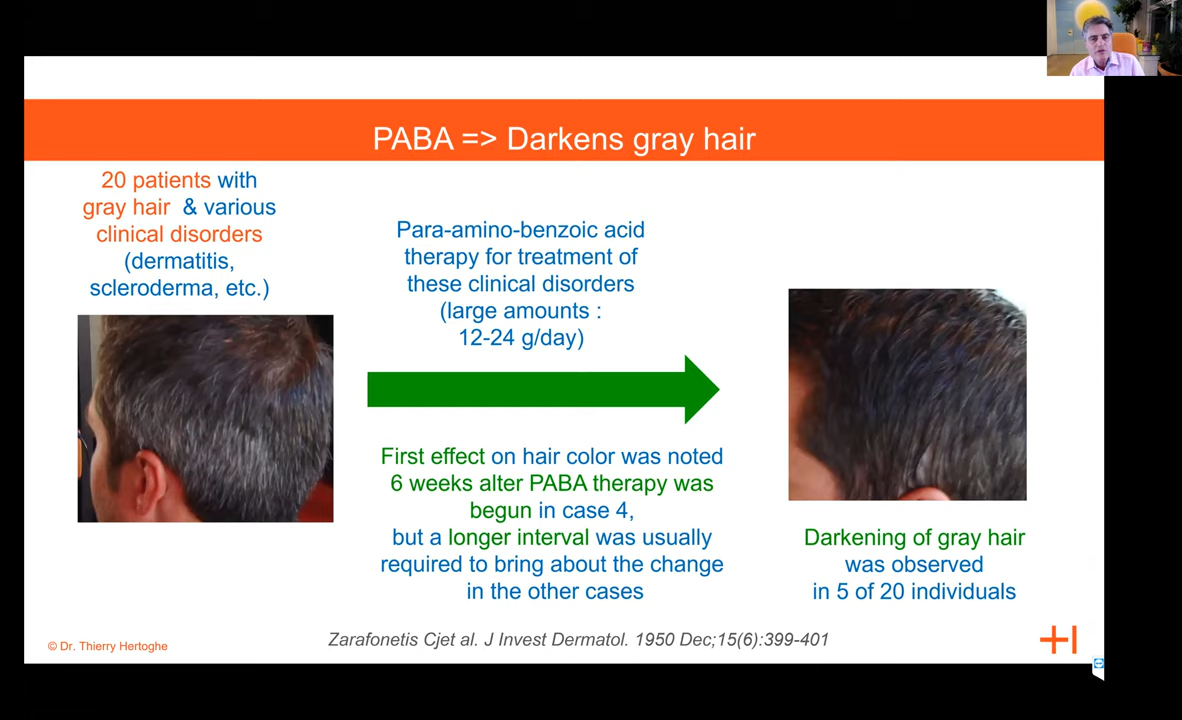 PABA => Darkens gray hair
20 patients with
gray hair & various
clinical disorders
(dermatitis,
scleroderma, etc.)
Para-amino-benzoic acid
therapy for treatment of
these clinical disorders
(large amounts :
12-24 g/day)
First effect on hair color was noted
6 weeks alter PABA therapy was
begun in case 4,
but a longer interval was usually
required to bring about the change
in the other cases
Darkening of gray hair
was observed
in 5 of 20 individuals
© Dr. Thierry Hertoghe
Zarafonetis Cjet al. J Invest Dermatol. 1950 Dec;15(6):399-401